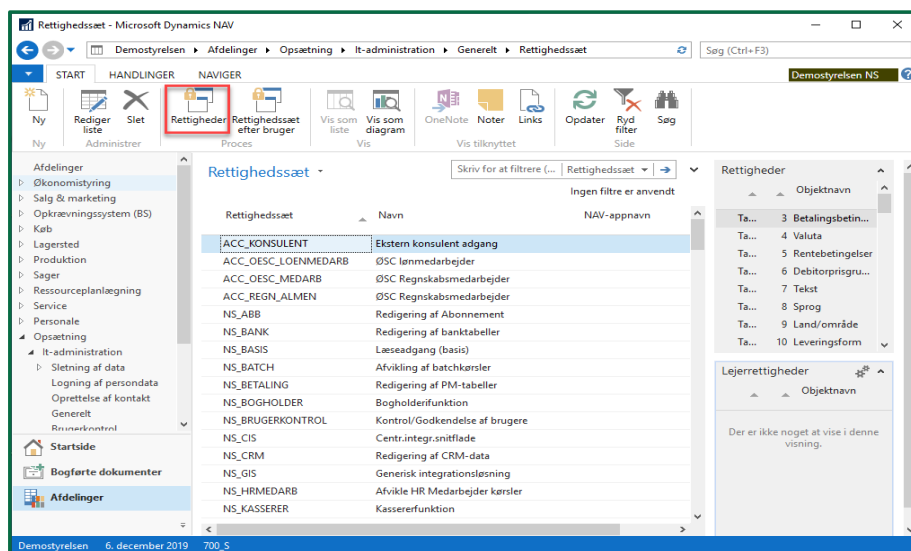 Rettighedssæt - Microsoft Dynamics NAV
Demostyrelsen ▸ Afdelinger ▸ Opsætning ▸ It-administration ▸ Generelt ▸ Rettighedssæt
Søg (Ctrl+F3)
START HANDLINGER NAVIGER
Demostyrelsen NS
Ny
Rediger liste
Slet
Rettigheder
Rettighedssæt efter bruger
Vis som liste
Vis som diagram
OneNote
Noter
Links
Opdater
Ryd filter
Søg
Ny Administrer Proces Vis Vis tilknyttet Side
Afdelinger
Økonomistyring
Salg & marketing
Opkrævningssystem (BS)
Køb
Lagersted
Produktion
Sager
Ressourceplanlægning
Service
Personale
Opsætning
It-administration
Sletning af data
Logning af persondata
Oprettelse af kontakt
Generelt
Brugerkontrol
Startside
Bogførte dokumenter
Afdelinger
Rettighedssæt
Skriv for at filtrere (... Rettighedssæt
Ingen filtre er anvendt
Rettighedssæt Navn NAV-appnavn
ACC_KONSULENT Ekstern konsulent adgang
ACC_OESC_LOENMEDARB ØSC lønmedarbejder
ACC_OESC_MEDARB ØSC Regnskabsmedarbejder
ACC_REGN_ALMEN ØSC Regnskabsmedarbejder
NS_ABB Redigering af Abonnement
NS_BANK Redigering af banktabeller
NS_BASIS Læseadgang (basis)
NS_BATCH Afvikling af batchkørsler
NS_BETALING Redigering af PM-tabeller
NS_BOGHOLDER Bogholderifunktion
NS_BRUGERKONTROL Kontrol/Godkendelse af brugere
NS_CIS Centr.integr.snitflade
NS_CRM Redigering af CRM-data
NS_GIS Generisk integrationsløsning
NS_HRMEDARB Afvikle HR Medarbejder kørsler
NS_KASSERER Kassererfunktion
Rettigheder
Objektnavn
Ta... 3 Betalingsbetin...
Ta... 4 Valuta
Ta... 5 Rentebetingelser
Ta... 6 Debitorprisgru...
Ta... 7 Tekst
Ta... 8 Sprog
Ta... 9 Land/område
Ta... 10 Leveringsform
Lejerrettigheder
Objektnavn
Der er ikke noget at vise i denne
visning.
Demostyrelsen 6. december 2019 700_S